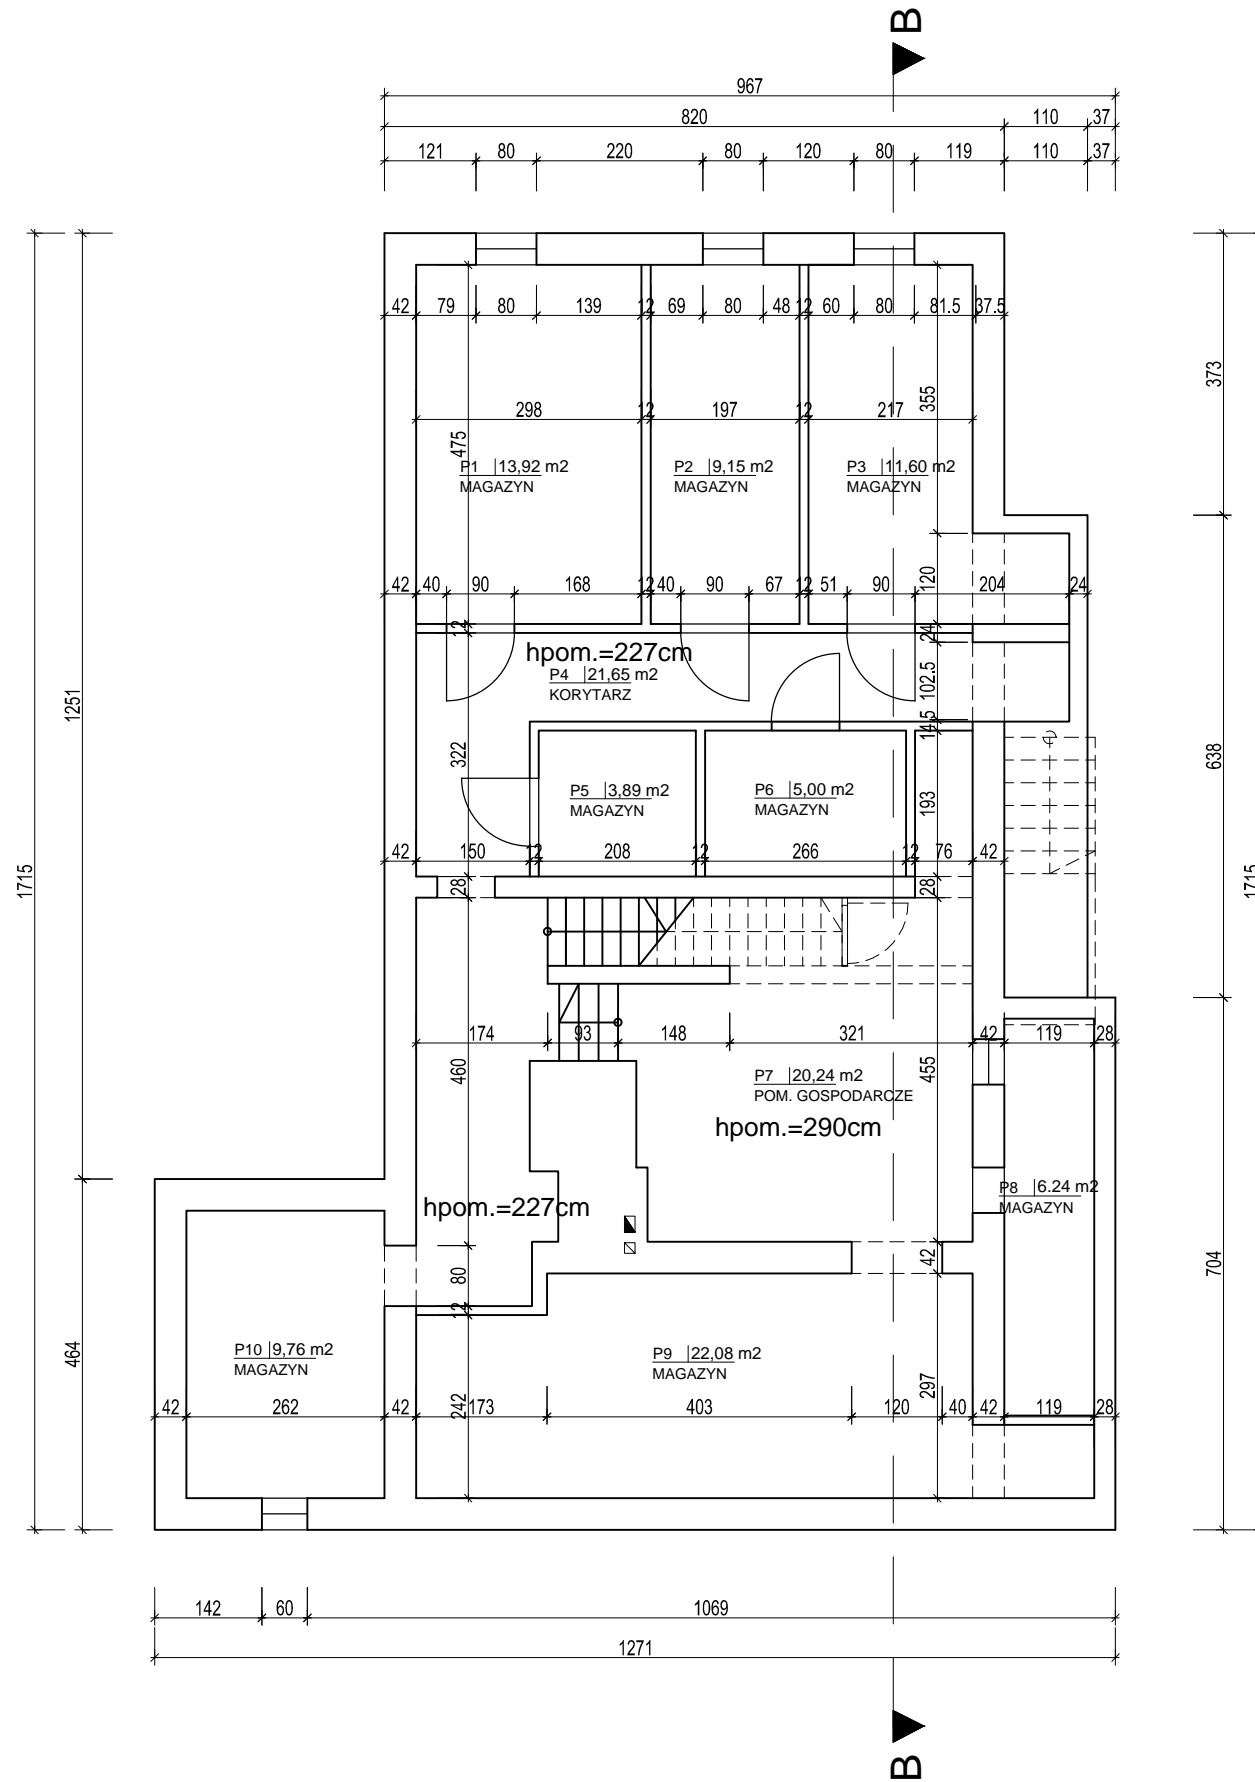 B
967
820 110 37
121 80 220 80 120 80 119 110 37
42 79 80 139 12 69 80 48 12 60 80 81.5 37.5
373
355
298 12 197 12 217
475
P1 13,92 m2
MAGAZYN
P2 9,15 m2
MAGAZYN
P3 11,60 m2
MAGAZYN
120
42 40 90 168 12 40 90 67 12 51 90 204 24
12
24
hpom.=227cm
P4 21,65 m2
KORYTARZ
102.5
14.5
1251
322
638
P5 3,89 m2
MAGAZYN
P6 5,00 m2
MAGAZYN
193
42 150 12 208 12 266 12 76 42
28 28
1715
1715
174 93 148 321 42 119 28
460
455
P7 20,24 m2
POM. GOSPODARCZE
hpom.=290cm
hpom.=227cm
P8 6.24 m2
MAGAZYN
42
80
12
704
464
P10 9,76 m2
MAGAZYN
P9 22,08 m2
MAGAZYN
242
297
42 262 42 173 403 120 40 42 119 28
142 60 1069
1271
B